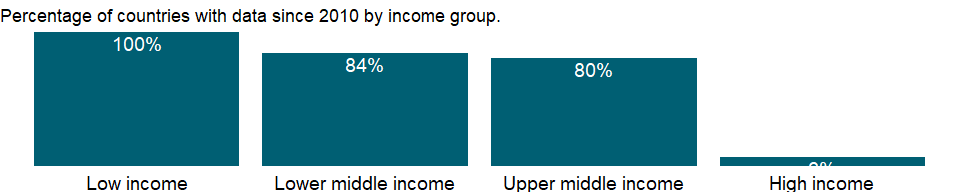 Percentage of countries with data since 2010 by income group.
100%
84%
80%
Low income
Lower middle income
Upper middle income
High income